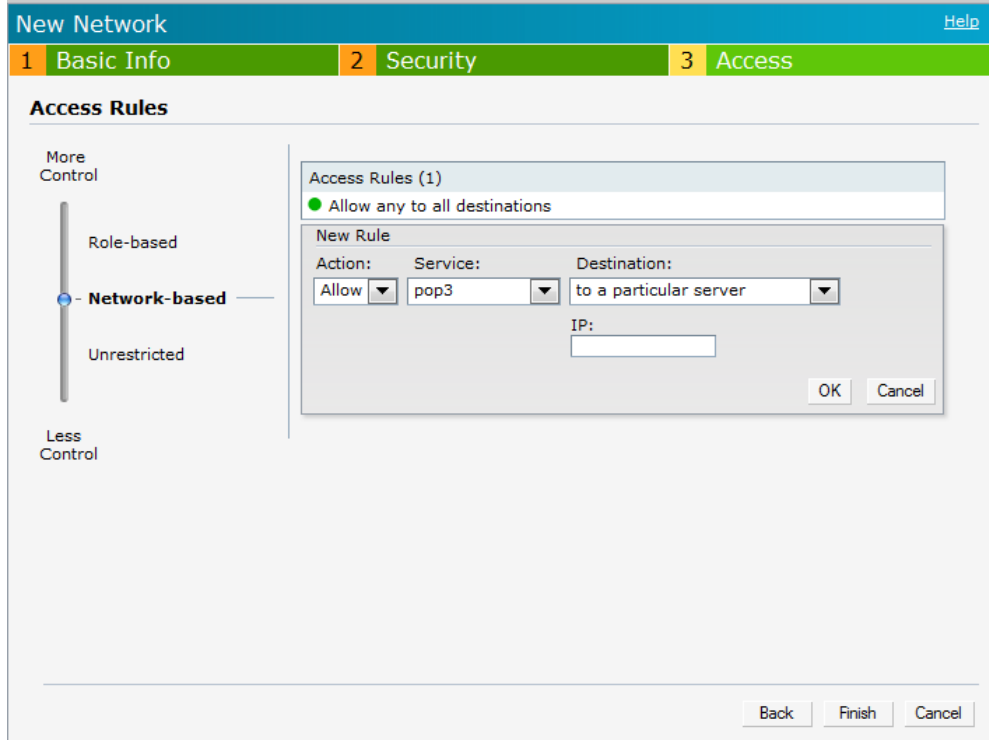 New Network Help
1 Basic Info 2 Security 3 Access
Access Rules
More
Control
Role-based
Network-based
Unrestricted
Less
Control
Access Rules (1)
Allow any to all destinations
New Rule
Action: Service: Destination:
Allow pop3 to a particular server
IP:
OK Cancel
Back Finish Cancel